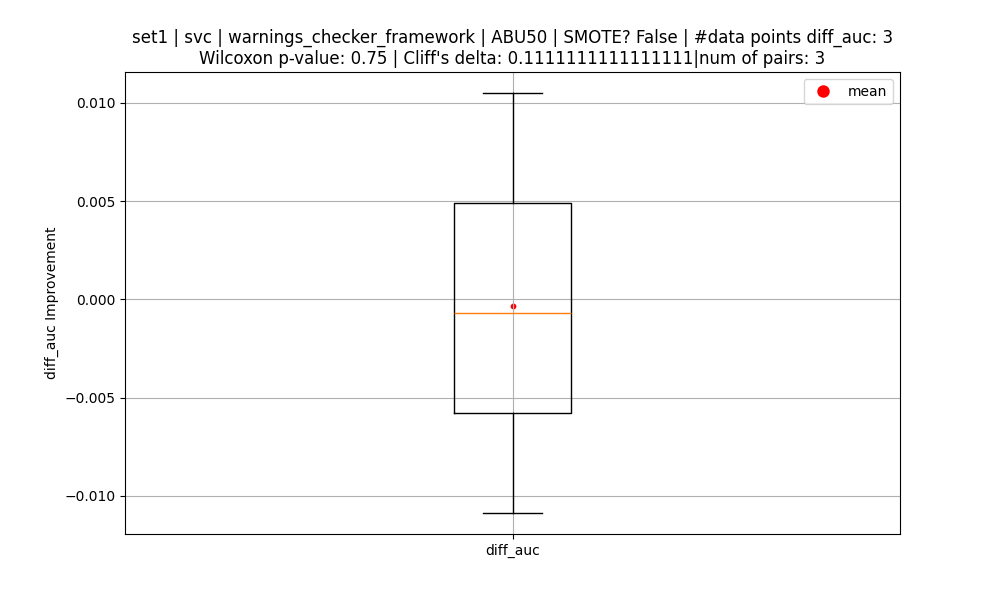 set1 | svc | warnings_checker_framework | ABU50 | SMOTE? False | #data points diff_auc: 3
Wilcoxon p-value: 0.75 | Cliff's delta: 0.1111111111111111|num of pairs: 3
mean
0.010
0.005
0.000
−0.005
−0.010
diff_auc Improvement
diff_auc